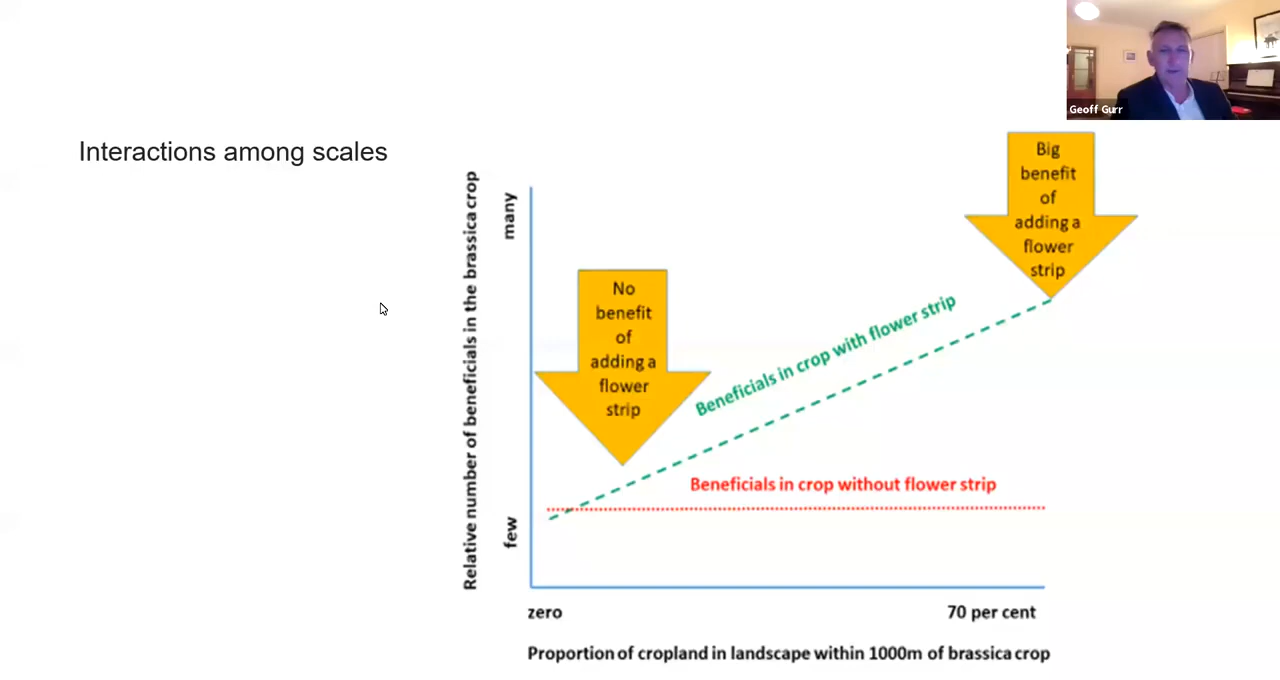 Geoff Gurr
Interactions among scales
Relative number of beneficials in the brassica crop
many
few
No
benefit
of
adding a
flower
strip
Big
benefit
of
adding a
flower
strip
Beneficials in crop with flower strip
Beneficials in crop without flower strip
zero
70 per cent
Proportion of cropland in landscape within 1000m of brassica crop